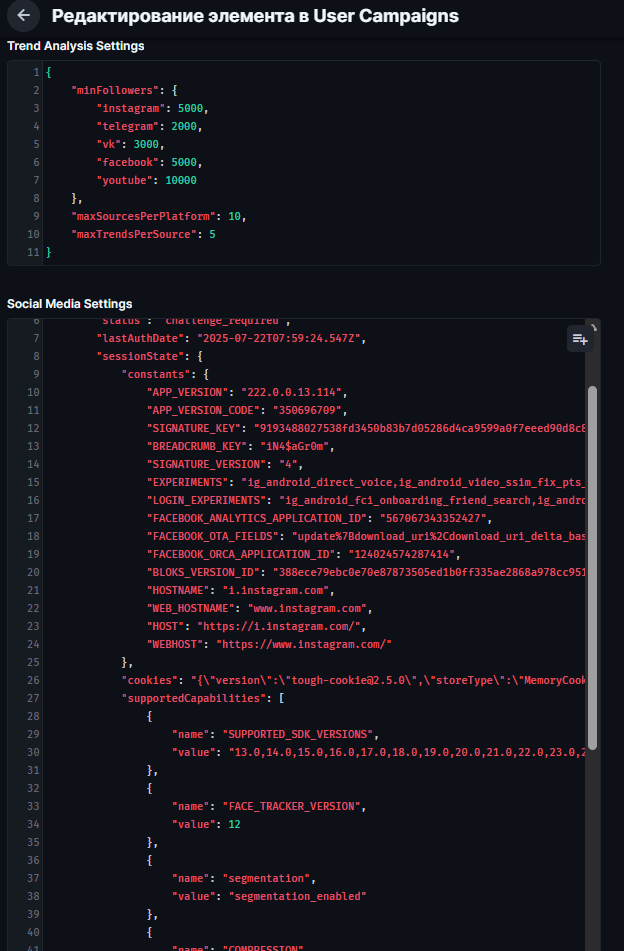 Редактирование элемента в User Campaigns
Trend Analysis Settings
1 {
2 "minFollowers": {
3 "instagram": 5000,
4 "telegram": 2000,
5 "vk": 3000,
6 "facebook": 5000,
7 "youtube": 10000
8 },
9 "maxSourcesPerPlatform": 10,
10 "maxTrendsPerSource": 5
11 }
Social Media Settings
6 "status": "challenge_required",
7 "lastAuthDate": "2025-07-22T07:59:24.547Z",
8 "sessionState": {
9 "constants": {
10 "APP_VERSION": "222.0.0.13.114",
11 "APP_VERSION_CODE": "350696709",
12 "SIGNATURE_KEY": "9193488027538fd3450b83b7d05286d4ca9599a0f7eeed90d8c8
13 "BREADCRUMB_KEY": "iN4$aGr0m",
14 "SIGNATURE_VERSION": "4",
15 "EXPERIMENTS": "ig_android_direct_voice,ig_android_video_ssim_fix_pts_
16 "LOGIN_EXPERIMENTS": "ig_android_fci_onboarding_friend_search,ig_andro
17 "FACEBOOK_ANALYTICS_APPLICATION_ID": "567067343352427",
18 "FACEBOOK_OTA_FIELDS": "update%7Bdownload_uri%2Cdownload_uri_delta_bas
19 "FACEBOOK_ORCA_APPLICATION_ID": "124024574287414",
20 "BLOKS_VERSION_ID": "388ece79ebc0e70e87873505ed1b0ff335ae2868a978cc951
21 "HOSTNAME": "i.instagram.com",
22 "WEB_HOSTNAME": "www.instagram.com",
23 "HOST": "https://i.instagram.com/",
24 "WEBHOST": "https://www.instagram.com/"
25 },
26 "cookies": "{\"version\":\"tough-cookie@2.5.0\",\"storeType\":\"MemoryCook
27 "supportedCapabilities": [
28 {
29 "name": "SUPPORTED_SDK_VERSIONS",
30 "value": "13.0,14.0,15.0,16.0,17.0,18.0,19.0,20.0,21.0,22.0,23.0,2
31 },
32 {
33 "name": "FACE_TRACKER_VERSION",
34 "value": 12
35 },
36 {
37 "name": "segmentation",
38 "value": "segmentation_enabled"
39 },
40 {
41 "name": "COMPRESSION",